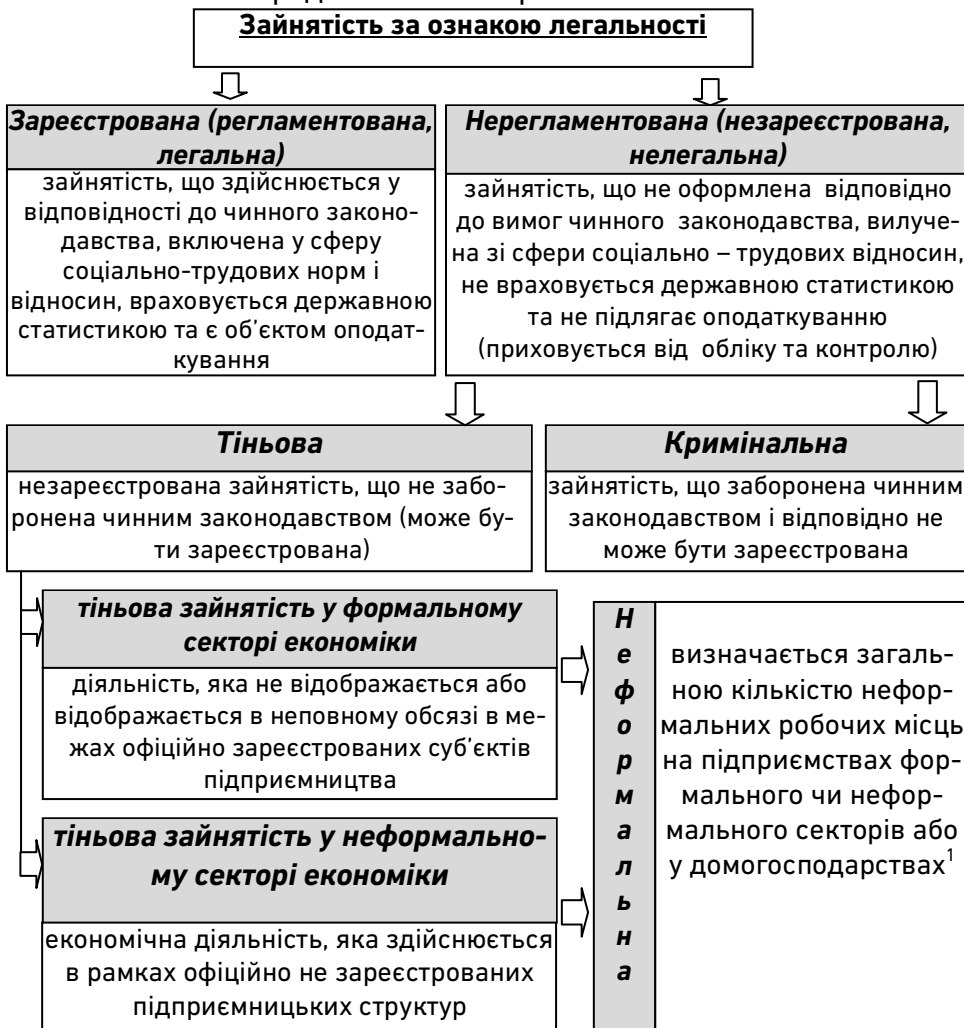 Зайнятість за ознакою легальності
Зареєстрована (регламентована,
легальна)
зайнятість, що здійснюється у
відповідності до чинного законо-
давства, включена у сферу
соціально-трудових норм і
відносин, враховується державною
статистикою та є об’єктом оподат-
кування
Нерегламентована (незареєстрована,
нелегальна)
зайнятість, що не оформлена відповідно
до вимог чинного законодавства, вилуче-
на зі сфери соціально – трудових відносин,
не враховується державною статистикою
та не підлягає оподаткуванню
(приховується від обліку та контролю)
Тіньова
незареєстрована зайнятість, що не забо-
ронена чинним законодавством (може бу-
ти зареєстрована)
Кримінальна
зайнятість, що заборонена чинним
законодавством і відповідно не
може бути зареєстрована
тіньова зайнятість у формальному
секторі економіки
діяльність, яка не відображається або
відображається в неповному обсязі в ме-
жах офіційно зареєстрованих суб’єктів
підприємництва
тіньова зайнятість у неформально-
му секторі економіки
економічна діяльність, яка здійснюється
в рамках офіційно не зареєстрованих
підприємницьких структур
Н
е
ф
о
р
м
а
л
ь
н
а
визначається загаль-
ною кількістю нефор-
мальних робочих місць
на підприємствах фор-
мального чи нефор-
мального секторів або
у домогосподарствах¹